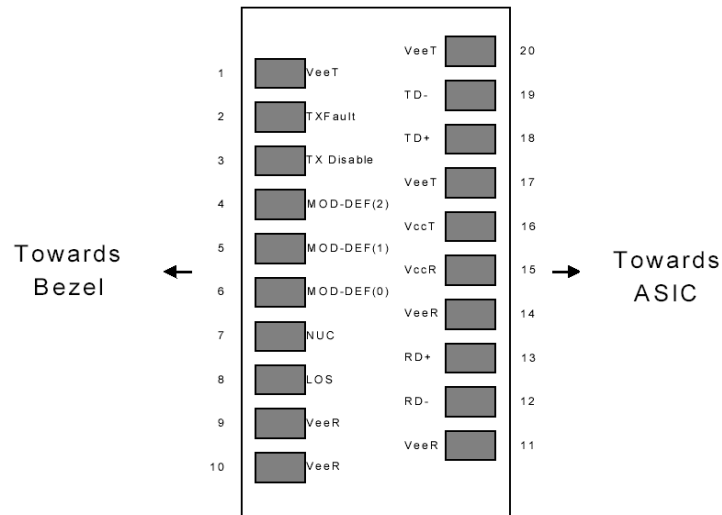 VeeT 20
1 VeeT
TD- 19
2 TXFault
TD+ 18
3 TX Disable
VeeT 17
4 MOD-DEF(2)
VccT 16
5 MOD-DEF(1)
Towards
Bezel
VccR 15
Towards
ASIC
6 MOD-DEF(0)
VeeR 14
7 NUC
RD+ 13
8 LOS
RD- 12
9 VeeR
VeeR 11
10 VeeR